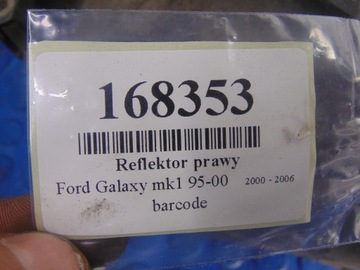 168353
Reflektor prawy
Ford Galaxy mk1 95-00 2000 - 2006
barcode